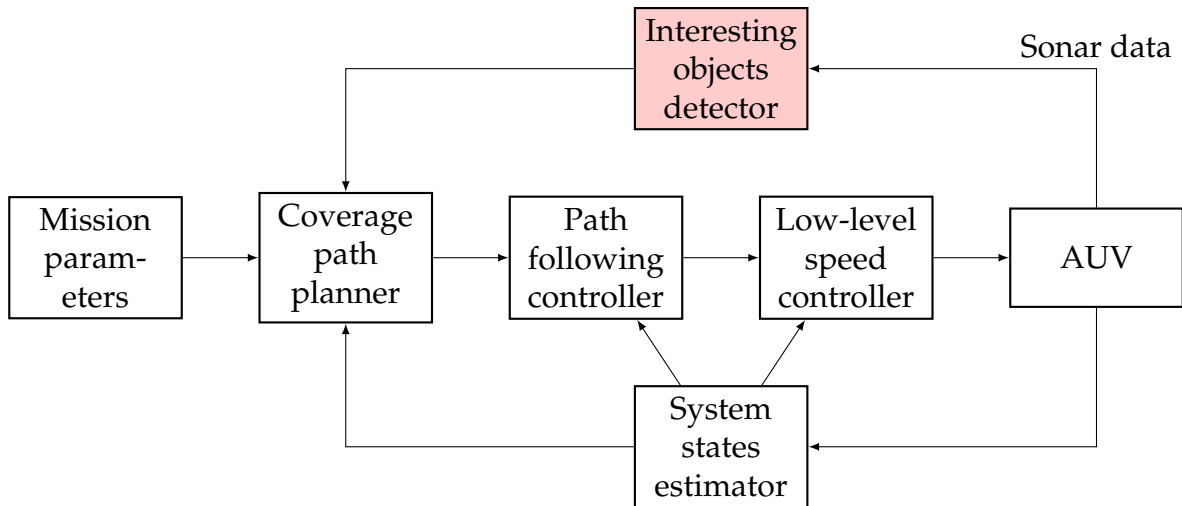 Interesting
objects
detector
Sonar data
Mission
param-
eters
Coverage
path
planner
Path
following
controller
Low-level
speed
controller
AUV
System
states
estimator